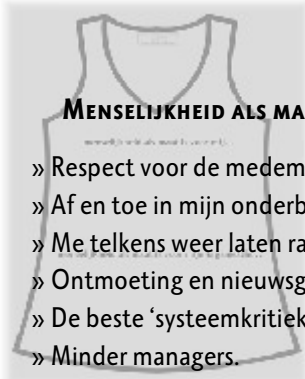 MENSELIJKHEID ALS MA
» Respect voor de medem
» Af en toe in mijn onderb
» Me telkens weer laten ra
» Ontmoeting en nieuwsg
» De beste ‘systeemkritiek
» Minder managers.